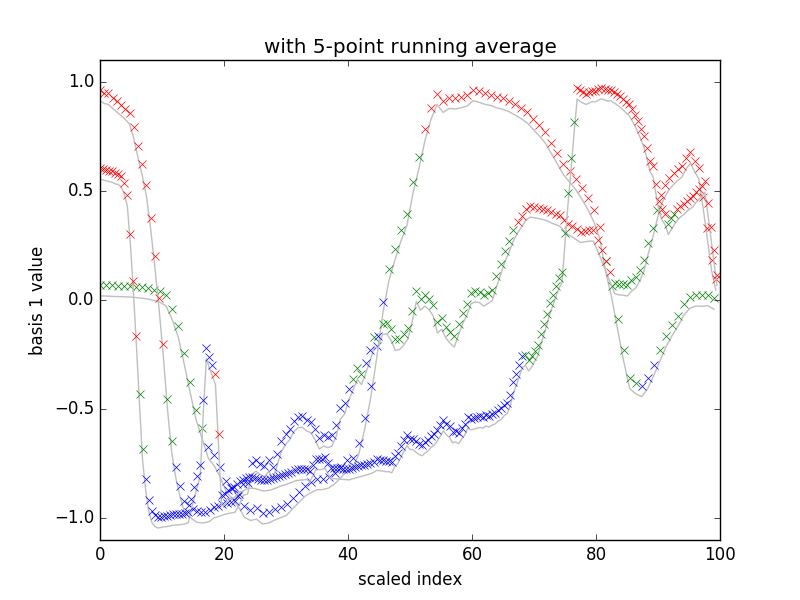 with 5-point running average
1.0
0.5
0.0
−0.5
−1.0
basis 1 value
0 20 40 60 80 100
scaled index